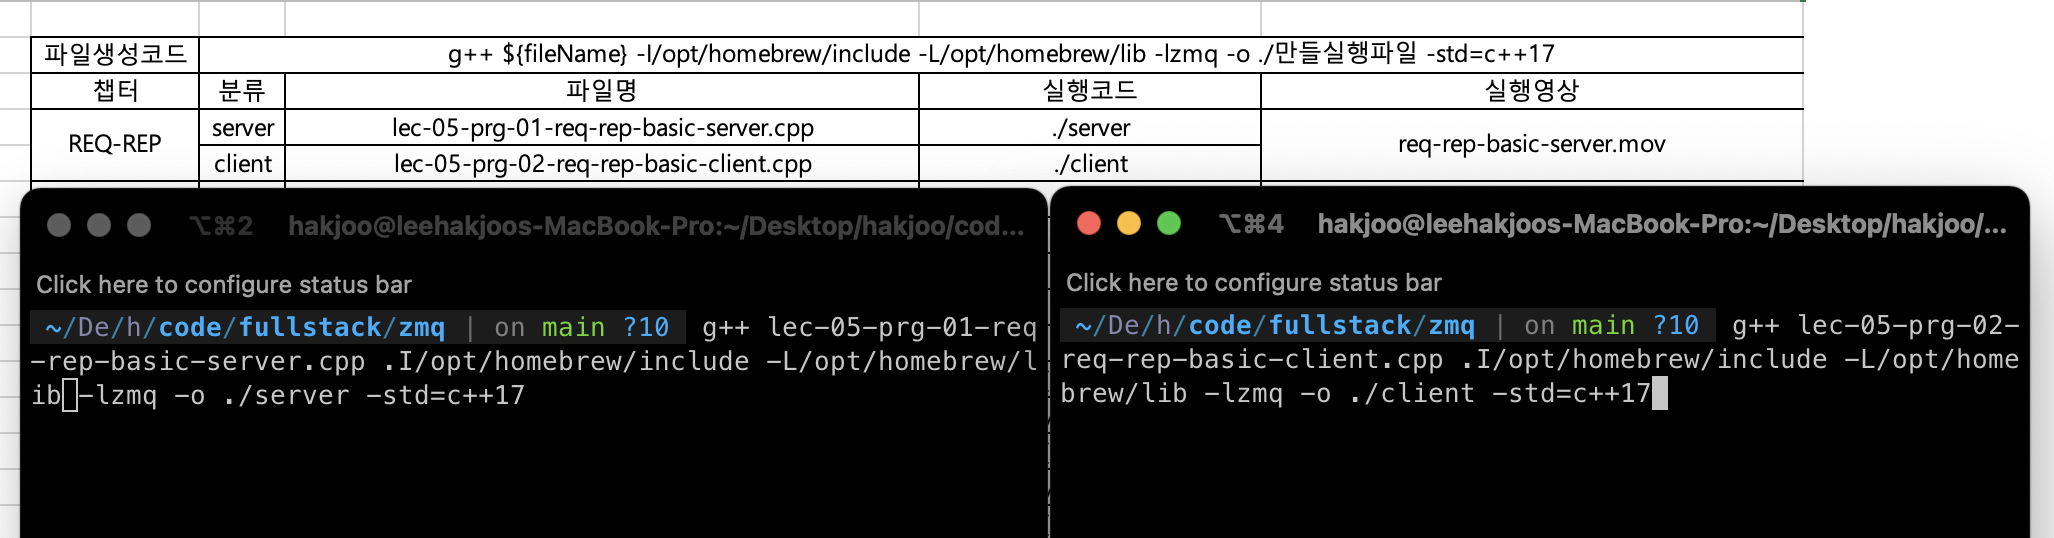 파일생성코드 g++ ${fileName} -I/opt/homebrew/include -L/opt/homebrew/lib -lzmq -o ./만들실행파일 -std=c++17
챕터 분류 파일명 실행코드 실행영상
REQ-REP server lec-05-prg-01-req-rep-basic-server.cpp ./server req-rep-basic-server.mov
client lec-05-prg-02-req-rep-basic-client.cpp ./client
⌥⌘2 hakjoo@leehakjoos-MacBook-Pro:~/Desktop/hakjoo/cod...
Click here to configure status bar
~/De/h/code/fullstack/zmq | on main ?10 g++ lec-05-prg-01-req
-rep-basic-server.cpp .I/opt/homebrew/include -L/opt/homebrew/l
ib -lzmq -o ./server -std=c++17
⌥⌘4 hakjoo@leehakjoos-MacBook-Pro:~/Desktop/hakjoo/...
Click here to configure status bar
~/De/h/code/fullstack/zmq | on main ?10 g++ lec-05-prg-02-
req-rep-basic-client.cpp .I/opt/homebrew/include -L/opt/home
brew/lib -lzmq -o ./client -std=c++17